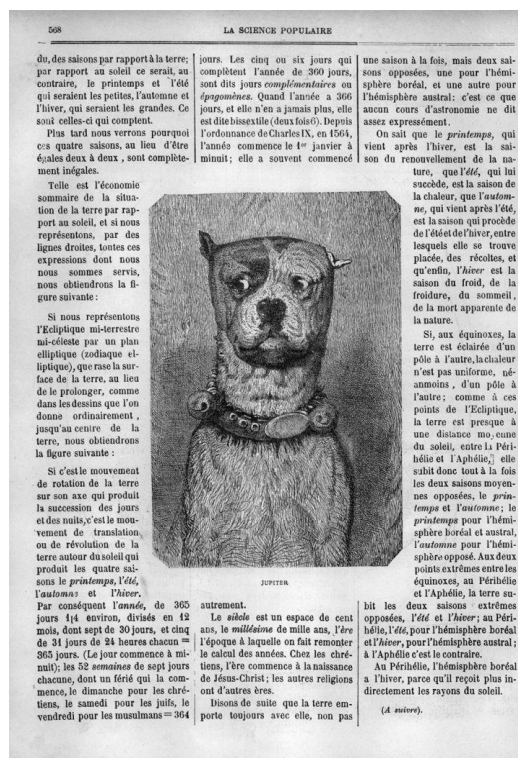 568
LA SCIENCE POPULAIRE
du, des saisons par rapport à la terre;
par rapport au soleil ce serait, au
contraire, le printemps et l'été
qui seraient les petites, l'automne et
l'hiver, qui seraient les grandes. Ce
sont celles-ci qui comptent.
Plus tard nous verrons pourquoi
ces quatre saisons, au lieu d'être
égales deux à deux, sont complète-
ment inégales.
Telle est l'économie
sommaire de la situa-
tion de la terre par rap-
port au soleil, et si nous
représentons, par des
lignes droites, toutes ces
expressions dont nous
nous sommes servis,
nous obtiendrons la fi-
gure suivante :
Si nous représentons
l'Ecliptique mi-terrestre
mi-céleste par un plan
elliptique (zodiaque el-
liptique), que rase la sur-
face de la terre, au lieu
de le prolonger, comme
dans les dessins que l'on
donne ordinairement,
jusqu'au centre de la
terre, nous obtiendrons
la figure suivante :
Si c'est le mouvement
de rotation de la terre
sur son axe qui produit
la succession des jours
et des nuits, c'est le mou-
vement de translation
ou de révolution de la
terre autour du soleil qui
produit les quatre sai-
sons le printemps, l'été,
l'automne et l'hiver.
Par conséquent l'année, de 365
jours 1/4 environ, divisés en 12
mois, dont sept de 30 jours, et cinq
de 31 jours de 24 heures chacun =
365 jours. (Le jour commence à mi-
nuit); les 52 semaines de sept jours
chacune, dont un férié qui la com-
mence, le dimanche pour les chré-
tiens, le samedi pour les juifs, le
vendredi pour les musulmans = 364
jours. Les cinq ou six jours qui
complètent l'année de 360 jours,
sont dits jours complémentaires ou
épagomènes. Quand l'année a 366
jours, et elle n'en a jamais plus, elle
est dite bissextile (deux fois 6). Depuis
l'ordonnance de Charles IX, en 1564,
l'année commence le 1er janvier à
minuit; elle a souvent commencé
JUPITER
autrement.
Le siècle est un espace de cent
ans, le millésime de mille ans, l'ère
l'époque à laquelle on fait remonter
le calcul des années. Chez les chré-
tiens, l'ère commence à la naissance
de Jésus-Christ; les autres religions
ont d'autres ères.
Disons de suite que la terre em-
porte toujours avec elle, non pas
une saison à la fois, mais deux sai-
sons opposées, une pour l'hémi-
sphère boréal, et une autre pour
l'hémisphère austral: c'est ce que
aucun cours d'astronomie ne dit
assez expressément.
On sait que le printemps, qui
vient après l'hiver, est la sai-
son du renouvellement de la na-
ture, que l'été, qui lui
succède, est la saison de
la chaleur, que l'autom-
ne, qui vient après l'été,
est la saison qui procède
de l'été et de l'hiver, entre
lesquels elle se trouve
placée, des récoltes, et
qu'enfin, l'hiver est la
saison du froid, de la
froidure, du sommeil,
de la mort apparente de
la nature.
Si, aux équinoxes, la
terre est éclairée d'un
pôle à l'autre, la chaleur
n'est pas uniforme, né-
anmoins, d'un pôle à
l'autre; comme à ces
points de l'Ecliptique,
la terre est presque à
une distance moyenne
du soleil, entre la Péri-
hélie et l'Aphélie, elle
subit donc tout à la fois
les deux saisons moyen-
nes opposées, le prin-
temps et l'automne; le
printemps pour l'hémi-
sphère boréal et austral,
l'automne pour l'hémi-
sphère opposé. Aux deux
points extrêmes entre les
équinoxes, au Périhélie
et l'Aphélie, la terre su-
bit les deux saisons extrêmes
opposées, l'été et l'hiver; au Péri-
hélie, l'été, pour l'hémisphère boréal
et l'hiver, pour l'hémisphère austral;
à l'Aphélie c'est le contraire.
Au Périhélie, l'hémisphère boréal
a l'hiver, parce qu'il reçoit plus in-
directement les rayons du soleil.
(A suivre).